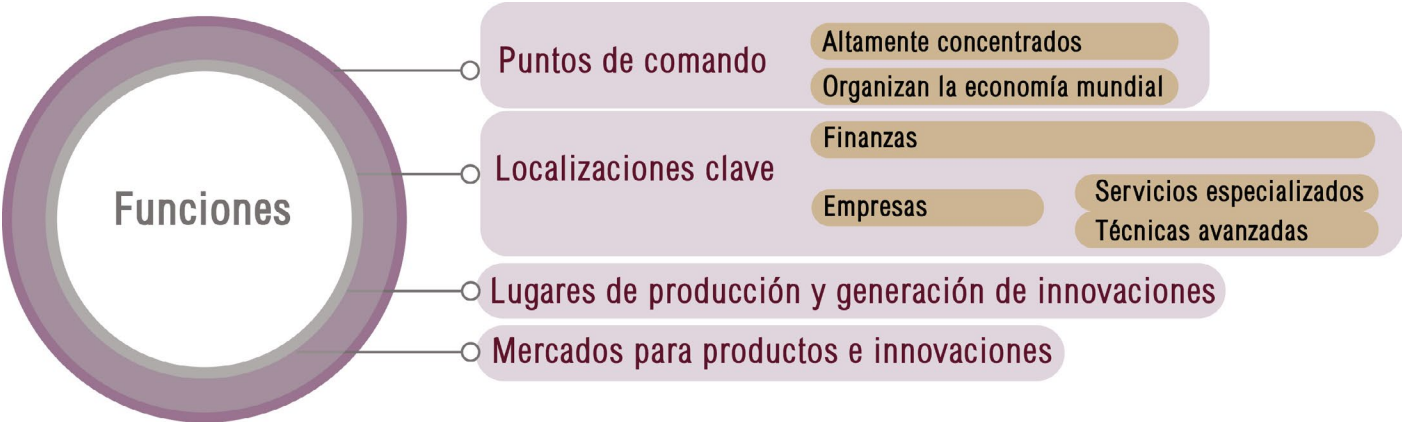 Funciones
Puntos de comando
Altamente concentrados
Organizan la economía mundial
Localizaciones clave
Finanzas
Empresas
Servicios especializados
Técnicas avanzadas
Lugares de producción y generación de innovaciones
Mercados para productos e innovaciones